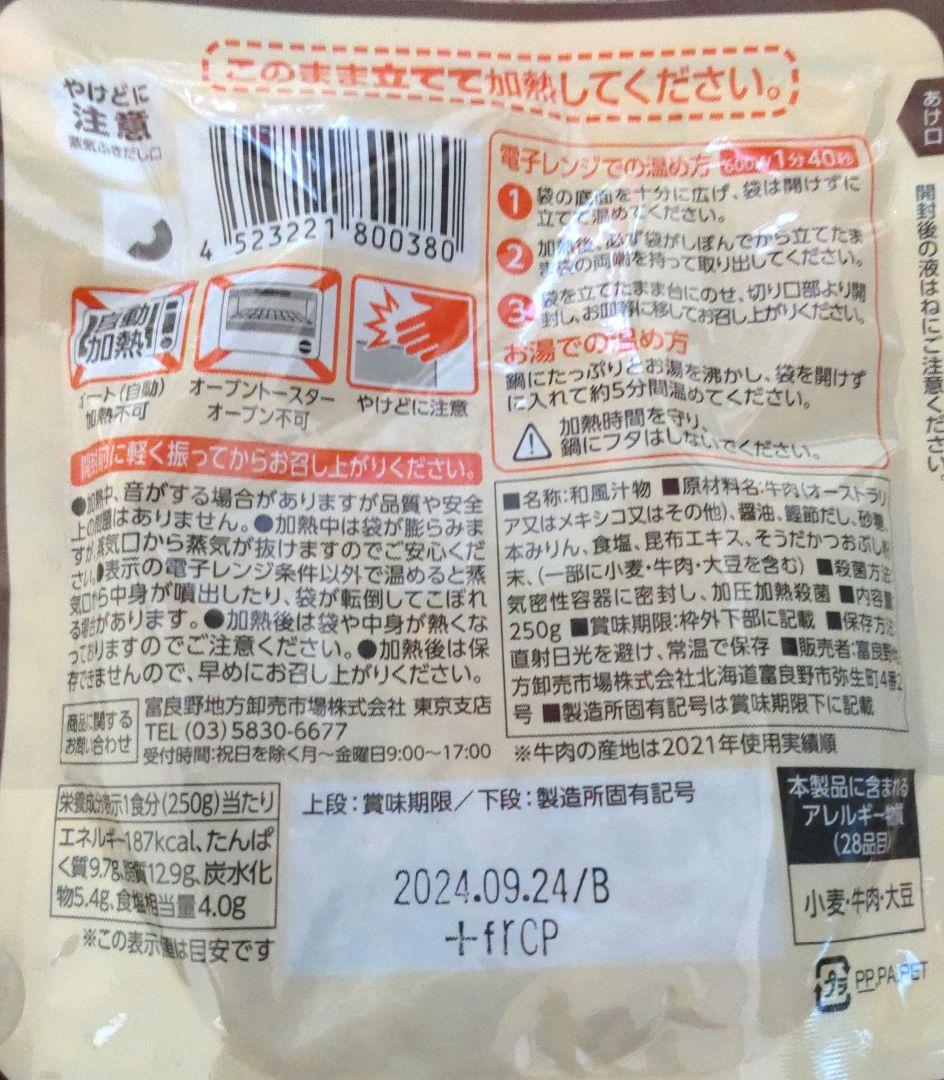 このまま立てて加熱してください。
やけどに
注意
蒸気ふきだし口
あけ口
開封後の液はねにご注意ください。
4 523221 800380
自動
加熱
(自動)
加熱不可
オーブントースター
オーブン不可
やけどに注意
電子レンジでの温め方 600W 1分40秒
1 袋の底面を十分に広げ、袋は開けずに
立てて温めてください。
2 加熱後、必ず袋がしぼんでから立てたま
ま袋の両端を持って取り出してください。
3 袋を立てたまま台にのせ、切り口部より開
封し、お皿等に移してお召し上がりください。
お湯での温め方
鍋にたっぷりとお湯を沸かし、袋を開けず
に入れて約5分間温めてください。
加熱時間を守り、
鍋にフタはしないでください。
開封前に軽く振ってからお召し上がりください。
●加熱中、音がする場合がありますが品質や安全
上の問題はありません。●加熱中は袋が膨らみま
すが、蒸気口から蒸気が抜けますのでご安心くだ
さい。●表示の電子レンジ条件以外で温めると蒸
気口から中身が噴出したり、袋が転倒してこぼれ
る場合があります。●加熱後は袋や中身が熱くな
っておりますのでご注意ください。●加熱後は保
存できませんので、早めにお召し上がりください。
商品に関する
お問い合わせ
富良野地方卸売市場株式会社 東京支店
TEL (03) 5830-6677
受付時間:祝日を除く月〜金曜日9:00〜17:00
■名称:和風汁物 ■原材料名:牛肉(オーストラリ
ア又はメキシコ又はその他)、醤油、鰹節だし、砂糖、
本みりん、食塩、昆布エキス、そうだかつおぶし粉
末、(一部に小麦・牛肉・大豆を含む) ■殺菌方法:
気密性容器に密封し、加圧加熱殺菌 ■内容量:
250g ■賞味期限:枠外下部に記載 ■保存方法:
直射日光を避け、常温で保存 ■販売者:富良野地
方卸売市場株式会社北海道富良野市弥生町4番2
号 ■製造所固有記号は賞味期限下に記載
※牛肉の産地は2021年使用実績順
栄養成分表示1食分(250g)当たり
エネルギー187kcal、たんぱ
く質9.7g、脂質12.9g、炭水化
物5.4g、食塩相当量4.0g
※この表示値は目安です
上段:賞味期限/下段:製造所固有記号
2024.09.24/B
+frCP
本製品に含まれる
アレルギー物質
(28品目)
小麦・牛肉・大豆
プラ PP,PA,PET